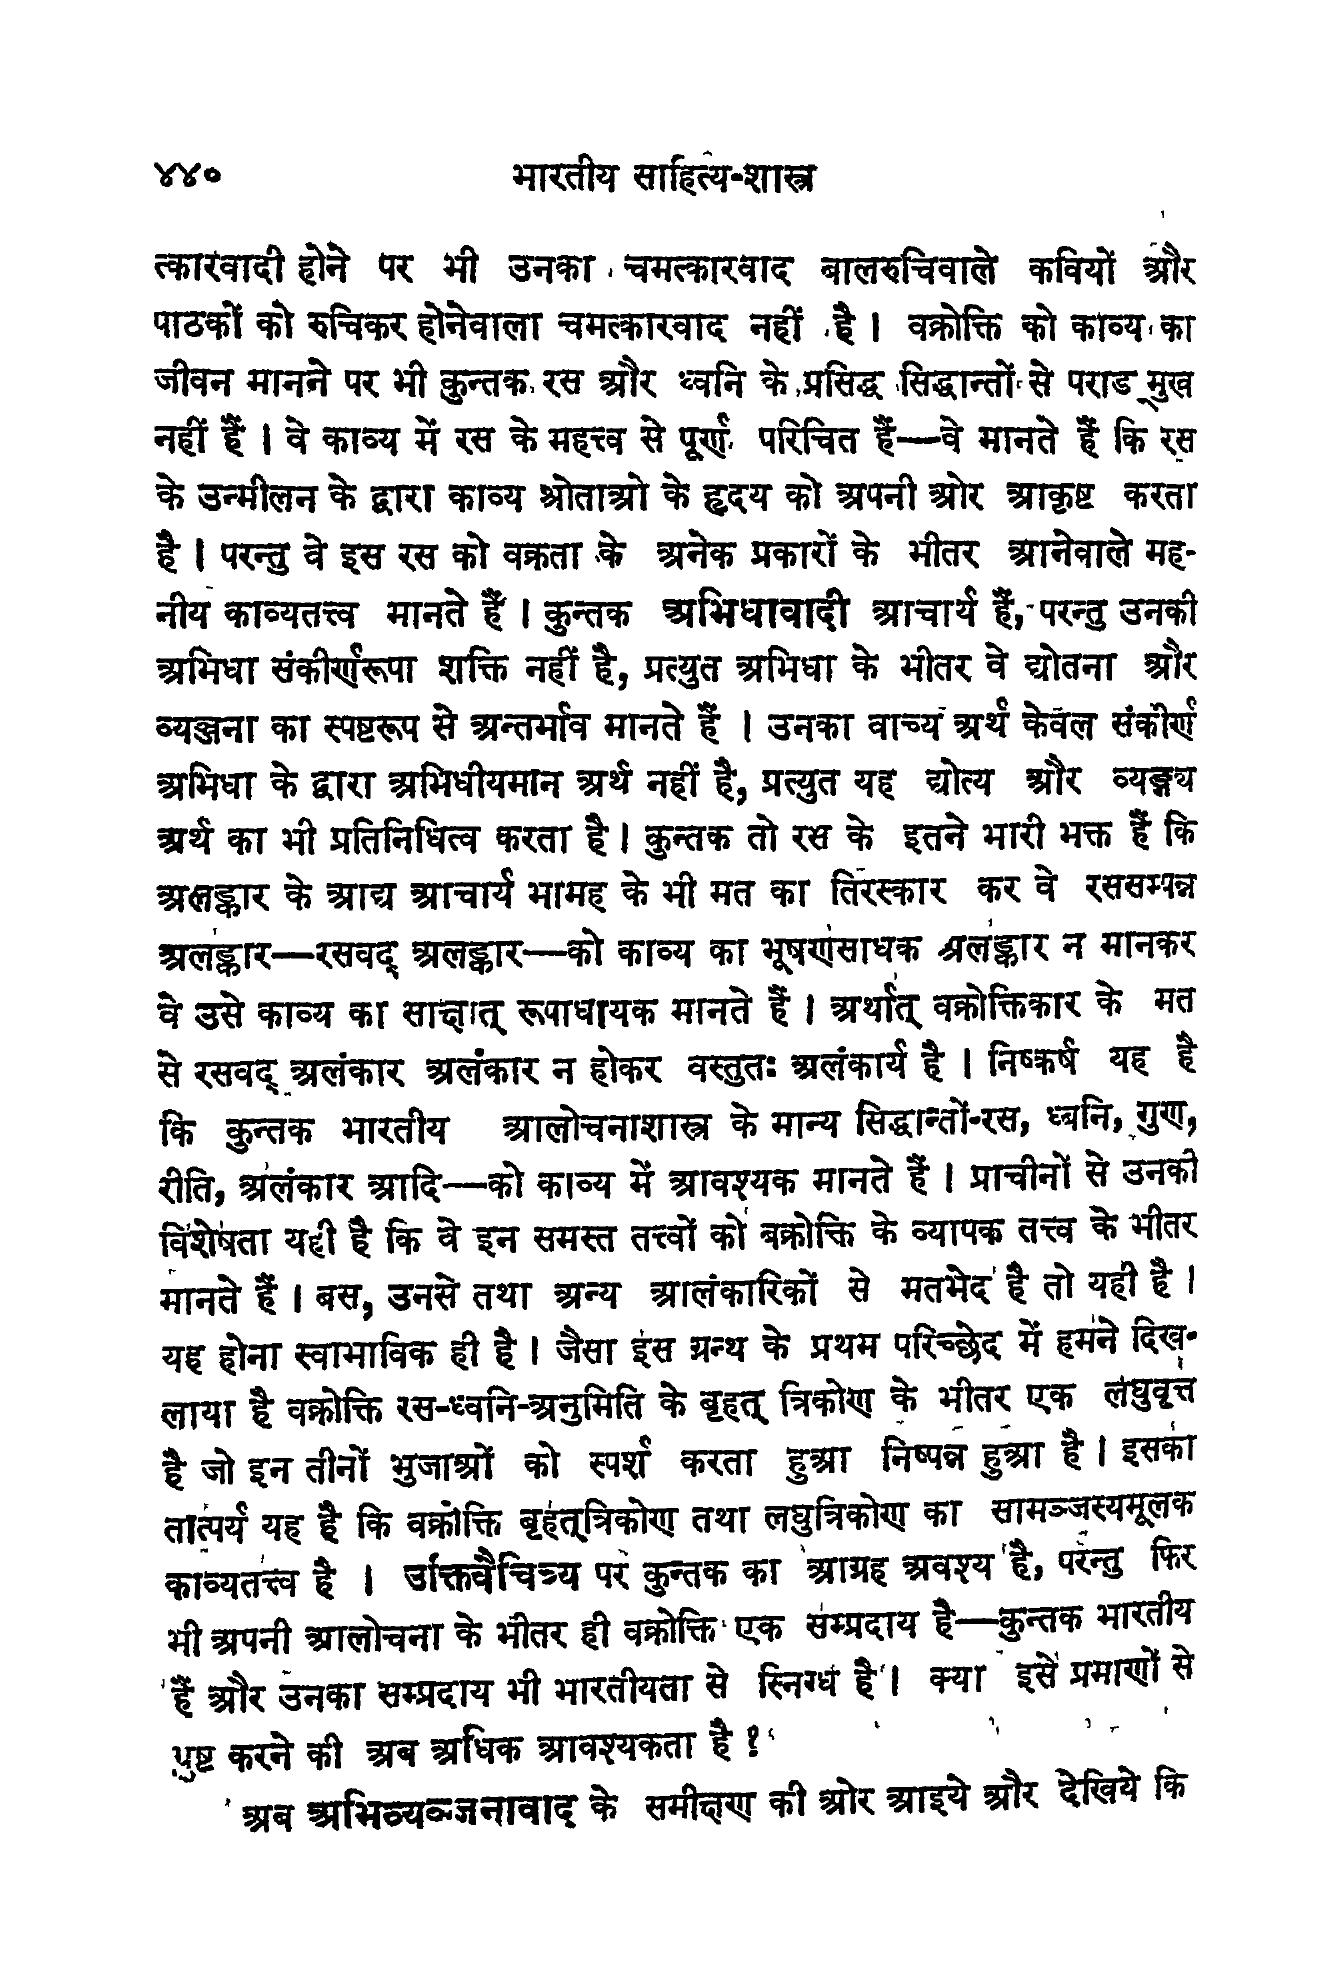 ४४० भारतीय साहित्य-शास्त्र
त्कारवादी होने पर भी उनका चमत्कारवाद बालरुचिवाले कवियों और
पाठकों को रुचिकर होनेवाला चमत्कारवाद नहीं है । वक्रोक्ति को काव्य का
जीवन मानने पर भी कुन्तक रस और ध्वनि के प्रसिद्ध सिद्धान्तों से पराङ्मुख
नहीं हैं । वे काव्य में रस के महत्त्व से पूर्ण परिचित हैं—वे मानते हैं कि रस
के उन्मीलन के द्वारा काव्य श्रोताओ के हृदय को अपनी ओर आकृष्ट करता
है । परन्तु वे इस रस को वक्रता के अनेक प्रकारों के भीतर आनेवाले मह-
नीय काव्यतत्त्व मानते हैं । कुन्तक अभिधावादी आचार्य हैं, परन्तु उनकी
अभिधा संकीर्णरूपा शक्ति नहीं है, प्रत्युत अभिधा के भीतर वे द्योतना और
व्यञ्जना का स्पष्टरूप से अन्तर्भाव मानते हैं । उनका वाच्य अर्थ केवल संकीर्ण
अभिधा के द्वारा अभिधीयमान अर्थ नहीं है, प्रत्युत यह द्योत्य और व्यङ्ग्य
अर्थ का भी प्रतिनिधित्व करता है । कुन्तक तो रस के इतने भारी भक्त हैं कि
अलङ्कार के आद्य आचार्य भामह के भी मत का तिरस्कार कर वे रससम्पन्न
अलङ्कार—रसवद् अलङ्कार—को काव्य का भूषणसाधक अलङ्कार न मानकर
वे उसे काव्य का साक्षात् रूपाधायक मानते हैं । अर्थात् वक्रोक्तिकार के मत
से रसवद् अलंकार अलंकार न होकर वस्तुतः अलंकार्य है । निष्कर्ष यह है
कि कुन्तक भारतीय आलोचनाशास्त्र के मान्य सिद्धान्तों-रस, ध्वनि, गुण,
रीति, अलंकार आदि—को काव्य में आवश्यक मानते हैं । प्राचीनों से उनकी
विशेषता यही है कि वे इन समस्त तत्त्वों को बक्रोक्ति के व्यापक तत्त्व के भीतर
मानते हैं । बस, उनसे तथा अन्य आलंकारिकों से मतभेद है तो यही है ।
यह होना स्वाभाविक ही है । जैसा इस ग्रन्थ के प्रथम परिच्छेद में हमने दिख-
लाया है वक्रोक्ति रस-ध्वनि-अनुमिति के बृहत् त्रिकोण के भीतर एक लघुवृत्त
है जो इन तीनों भुजाओं को स्पर्श करता हुआ निष्पन्न हुआ है । इसका
तात्पर्य यह है कि वक्रोक्ति बृहत्त्रिकोण तथा लघुत्रिकोण का सामञ्जस्यमूलक
काव्यतत्त्व है । उक्तिवैचित्र्य पर कुन्तक का आग्रह अवश्य है, परन्तु फिर
भी अपनी आलोचना के भीतर ही वक्रोक्ति एक सम्प्रदाय है—कुन्तक भारतीय
हैं और उनका सम्प्रदाय भी भारतीयता से स्निग्ध है । क्या इसे प्रमाणों से
पुष्ट करने की अब अधिक आवश्यकता है ?
अब अभिव्यञ्जनावाद के समीक्षण की ओर आइये और देखिये कि